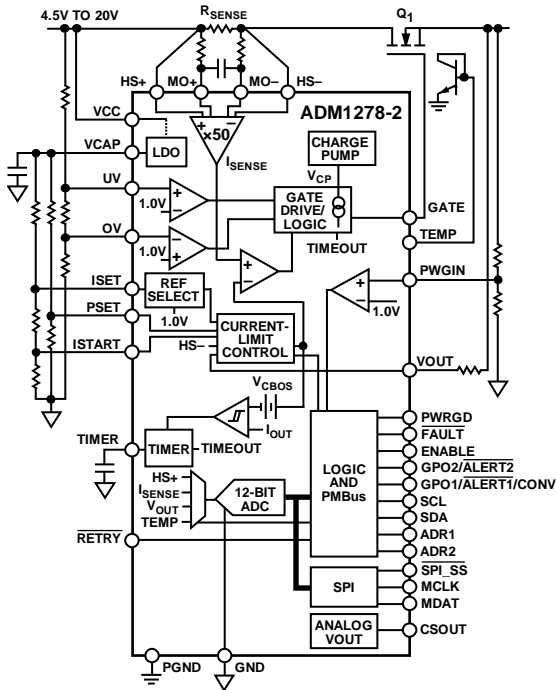 4.5V TO 20V
RSENSE
Q1
HS+
MO+
MO–
HS–
ADM1278-2
VCC
VCAP
LDO
+
–
×50
ISENSE
CHARGE
PUMP
VCP
UV
+
–
1.0V
GATE
DRIVE/
LOGIC
GATE
TIMEOUT
TEMP
OV
–
+
1.0V
+
–
ISET
REF
SELECT
1.0V
PWGIN
+
–
1.0V
PSET
CURRENT-
LIMIT
CONTROL
HS–
ISTART
VOUT
VCBOS
IOUT
TIMER
TIMER
TIMEOUT
PWRGD
FAULT
ENABLE
GPO2/ALERT2
GPO1/ALERT1/CONV
SCL
SDA
ADR1
ADR2
LOGIC
AND
PMBus
HS+
ISENSE
VOUT
TEMP
12-BIT
ADC
RETRY
SPI_SS
MCLK
MDAT
SPI
ANALOG
VOUT
CSOUT
PGND
GND